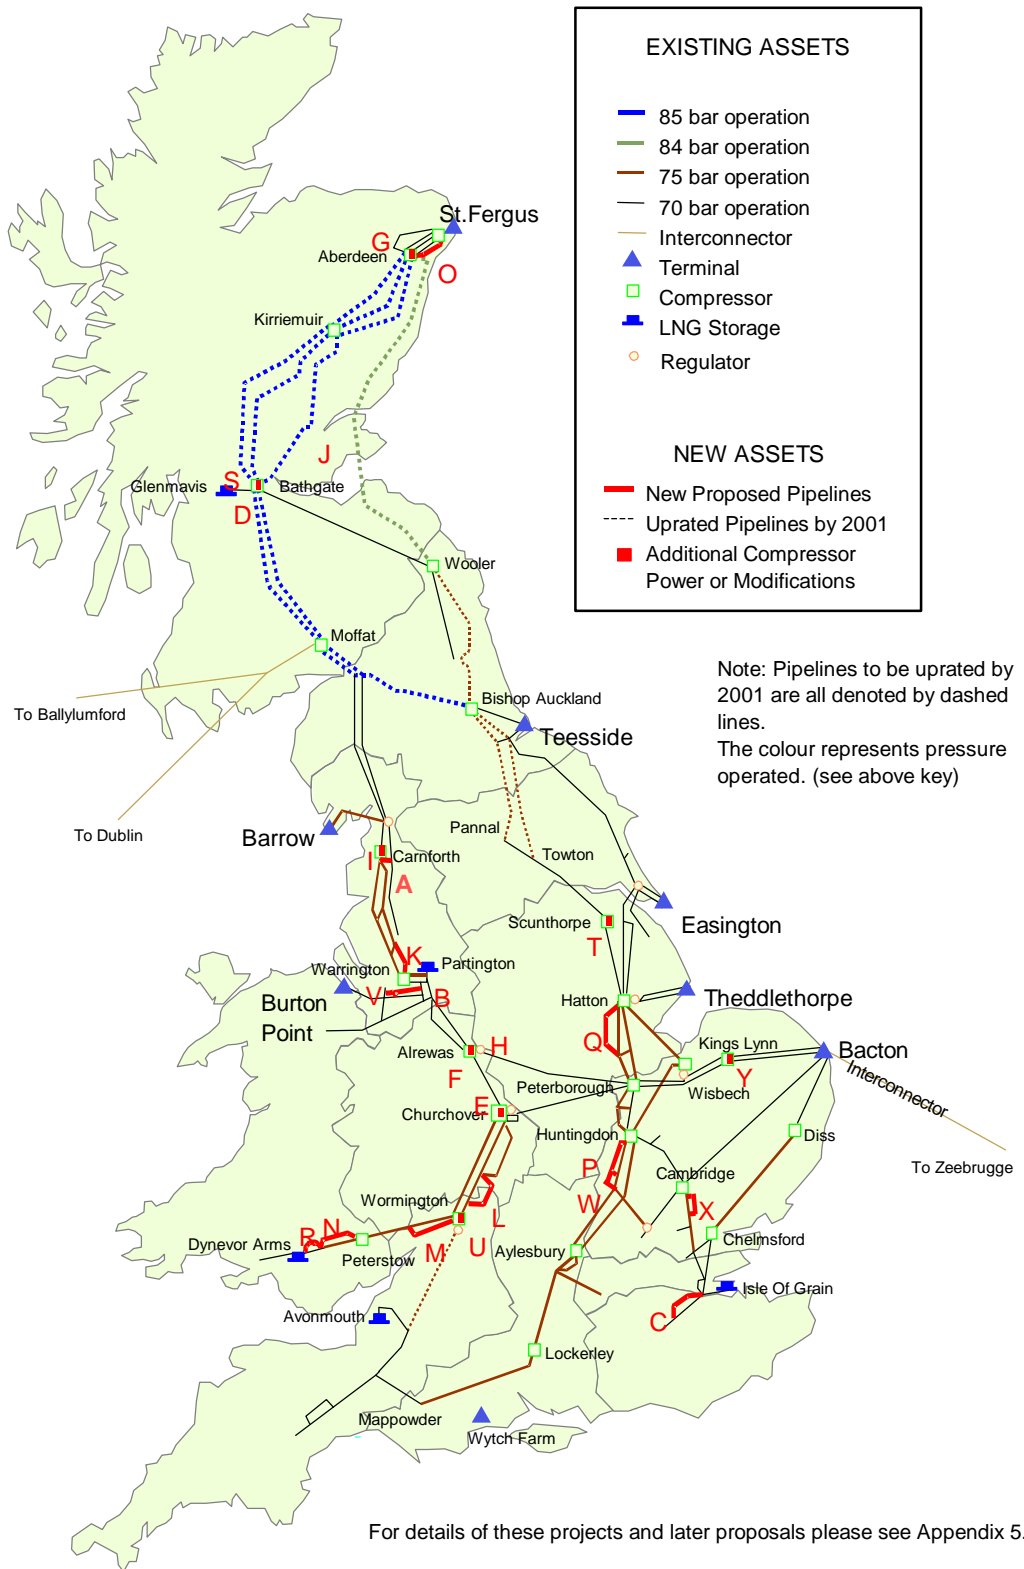 EXISTING ASSETS
85 bar operation
84 bar operation
75 bar operation
70 bar operation
Interconnector
Terminal
Compressor
LNG Storage
Regulator
NEW ASSETS
New Proposed Pipelines
Uprated Pipelines by 2001
Additional Compressor
Power or Modifications
Note: Pipelines to be uprated by
2001 are all denoted by dashed
lines.
The colour represents pressure
operated. (see above key)
St.Fergus
G
Aberdeen
O
Kirriemuir
J
S
Glenmavis
Bathgate
D
Wooler
Moffat
To Ballylumford
Bishop Auckland
Teesside
To Dublin
Barrow
Pannal
Towton
I
Carnforth
A
Scunthorpe
Easington
T
K
Partington
Warrington
V
B
Burton
Point
Hatton
Theddlethorpe
Q
Kings Lynn
Bacton
Alrewas
H
Y
F
Peterborough
Wisbech
Interconnector
E
Churchover
Huntingdon
Diss
To Zeebrugge
P
Cambridge
W
X
Wormington
L
R
N
Dynevor Arms
Peterstow
M
U
Aylesbury
Chelmsford
Isle Of Grain
C
Avonmouth
Lockerley
Mappowder
Wytch Farm
For details of these projects and later proposals please see Appendix 5.